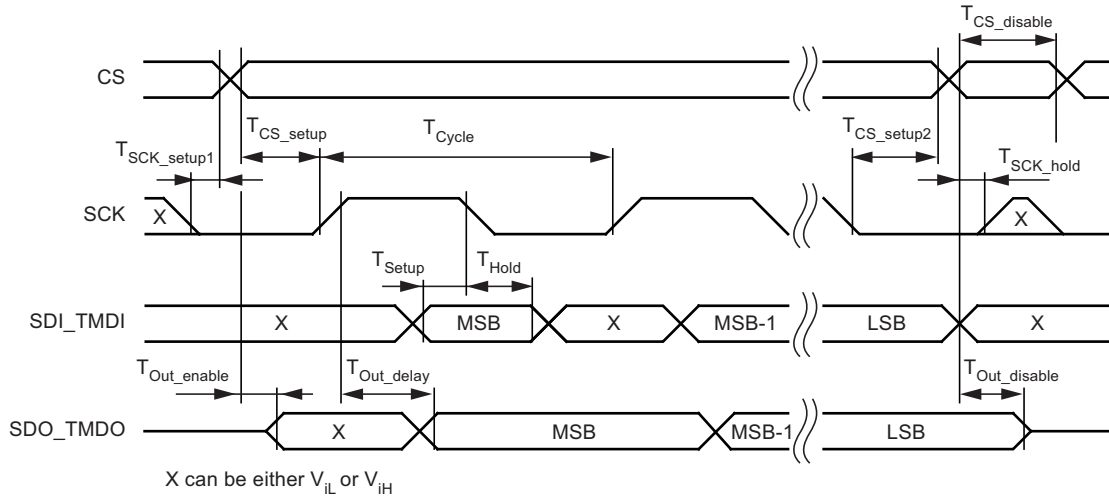 T_CS_disable
CS
T_CS_setup T_Cycle T_CS_setup2
T_SCK_setup1 T_SCK_hold
SCK X X
T_Setup T_Hold
SDI_TMDI X MSB X MSB-1 LSB X
T_Out_enable T_Out_delay T_Out_disable
SDO_TMDO X MSB MSB-1 LSB
X can be either V_iL or V_iH